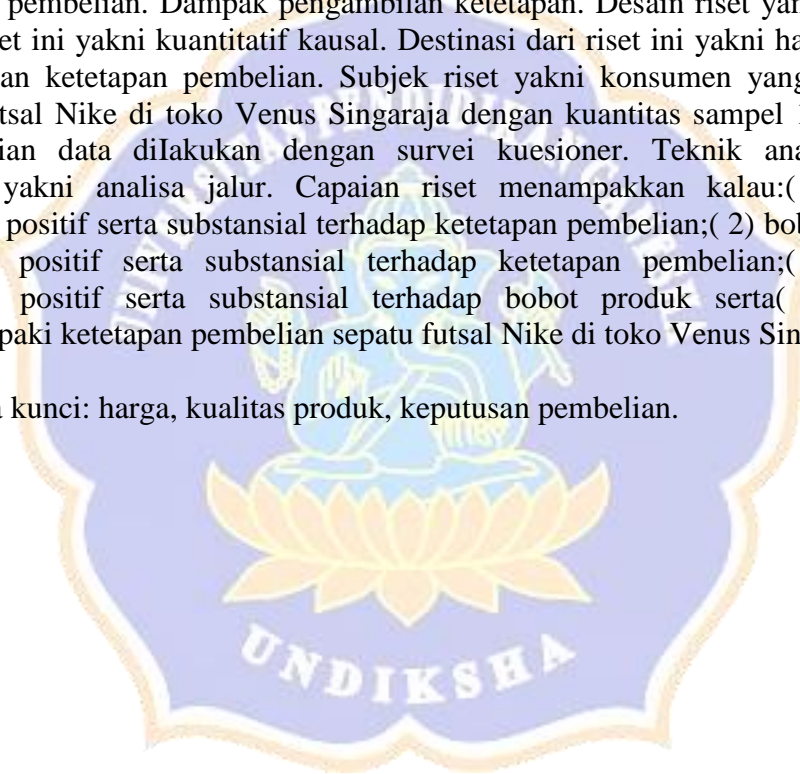 pembelian. Dampak pengambilan ketetapan. Desain riset yan
et ini yakni kuantitatif kausal. Destinasi dari riset ini yakni ha
an ketetapan pembelian. Subjek riset yakni konsumen yang
utsal Nike di toko Venus Singaraja dengan kuantitas sampel 1
ian data diIakukan dengan survei kuesioner. Teknik ana
yakni analisa jalur. Capaian riset menampakkan kalau:(
positif serta substansial terhadap ketetapan pembelian;( 2) bob
positif serta substansial terhadap ketetapan pembelian;(
positif serta substansial terhadap bobot produk serta(
paki ketetapan pembelian sepatu futsal Nike di toko Venus Sin
a kunci: harga, kualitas produk, keputusan pembelian.
UNDIKSHA